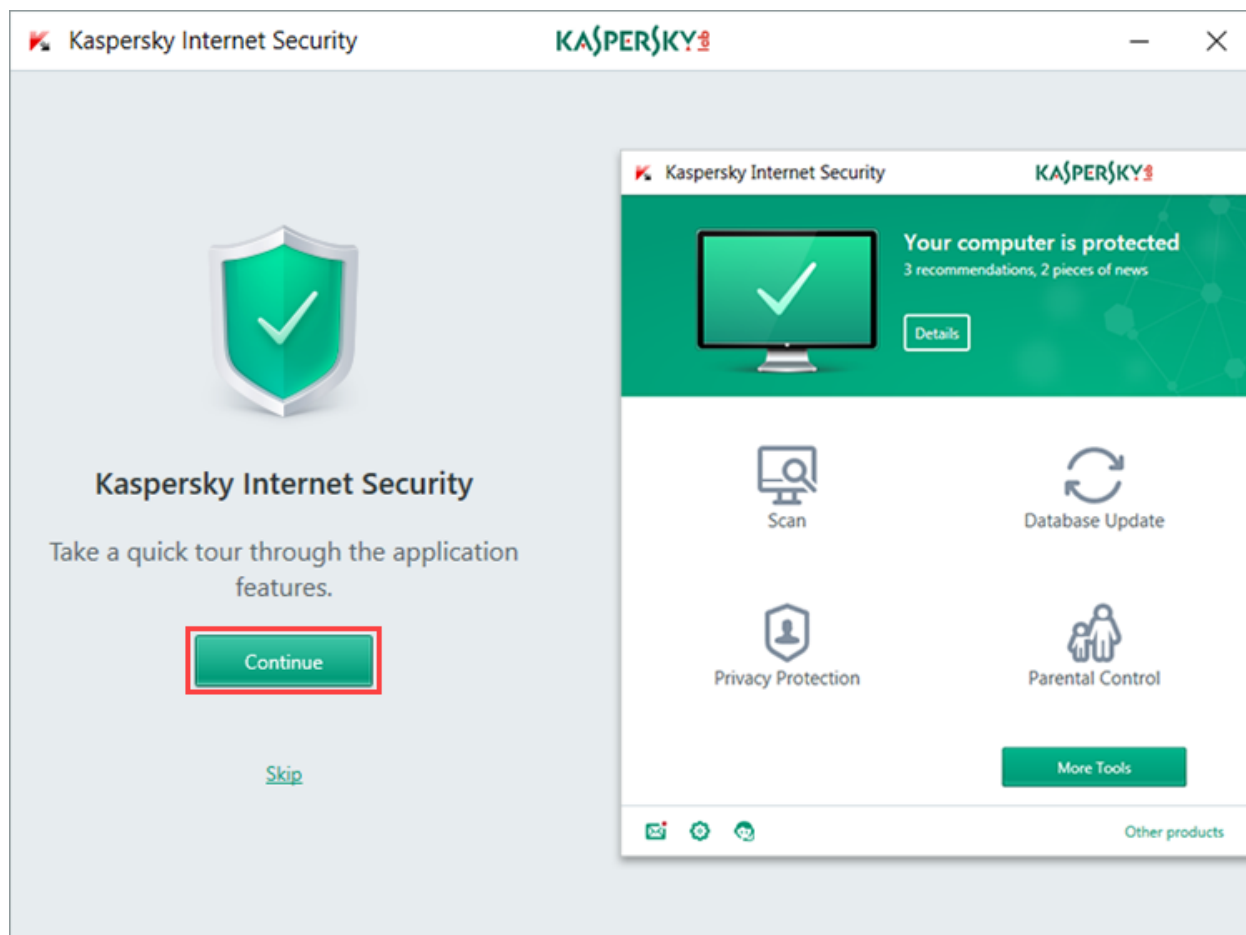 Kaspersky Internet Security
KASPERSKY lab
Kaspersky Internet Security
Take a quick tour through the application
features.
Continue
Skip
Kaspersky Internet Security
KASPERSKY lab
Your computer is protected
3 recommendations, 2 pieces of news
Details
Scan
Database Update
Privacy Protection
Parental Control
More Tools
Other products